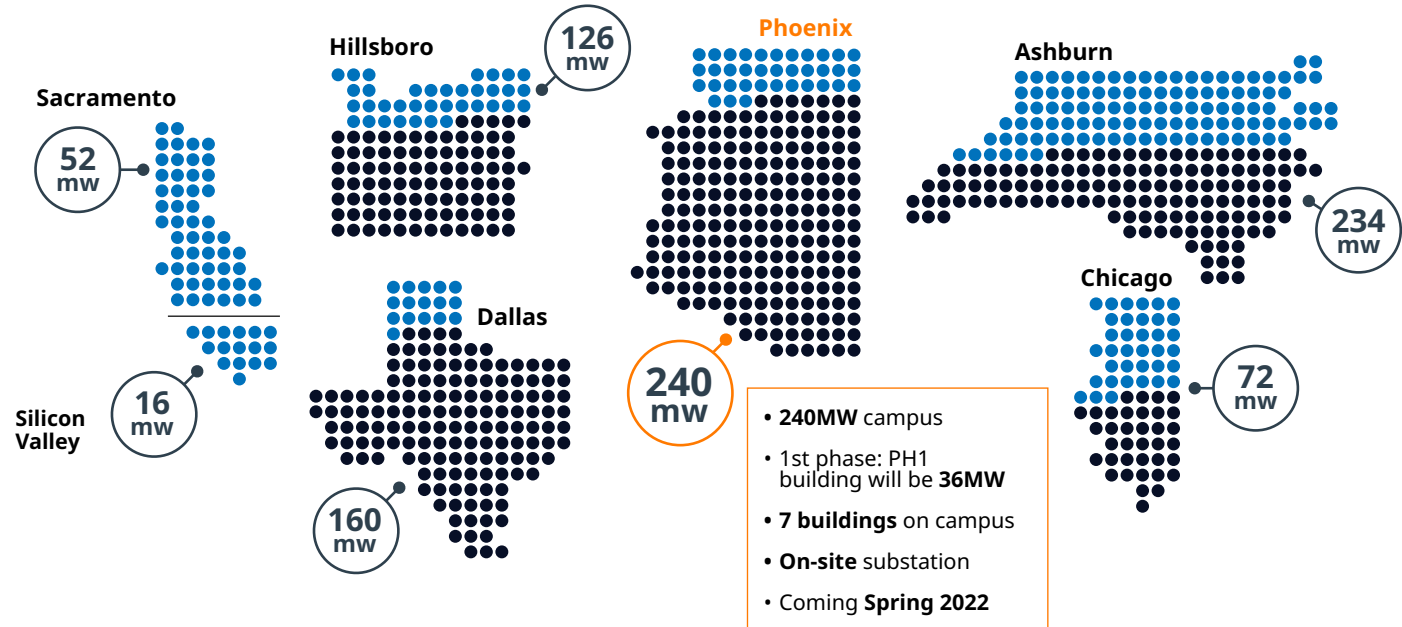 Sacramento
52
mw
Silicon
Valley
16
mw
Hillsboro
126
mw
Dallas
160
mw
Phoenix
240
mw
• 240MW campus
• 1st phase: PH1
building will be 36MW
• 7 buildings on campus
• On-site substation
• Coming Spring 2022
Ashburn
234
mw
Chicago
72
mw